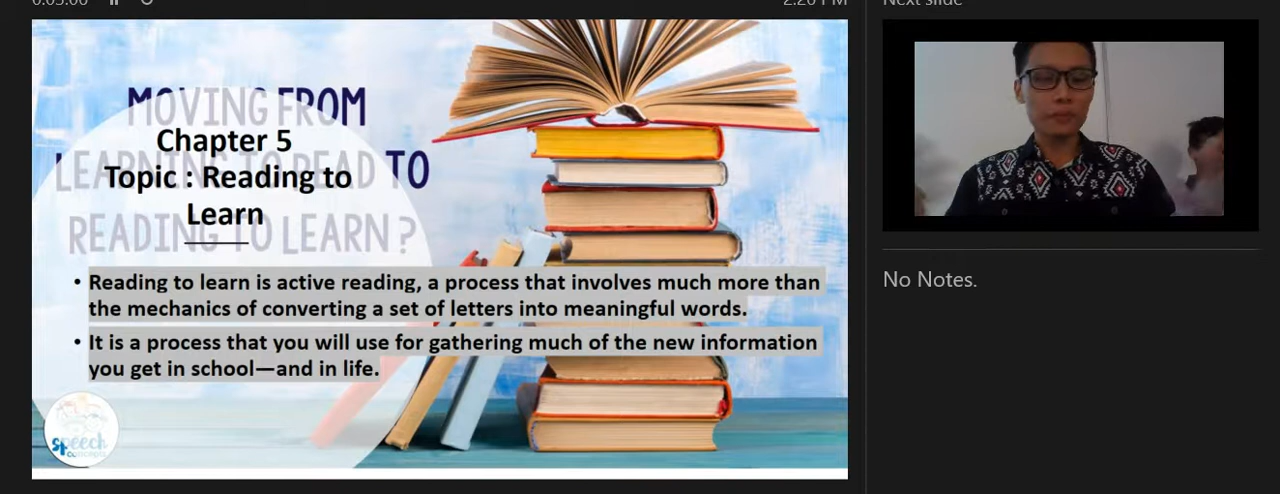 Next slide
MOVING FROM
LEARNING TO READ TO
READING TO LEARN ?
Chapter 5
Topic : Reading to
Learn
• Reading to learn is active reading, a process that involves much more than
the mechanics of converting a set of letters into meaningful words.
• It is a process that you will use for gathering much of the new information
you get in school—and in life.
speech
concepts
No Notes.